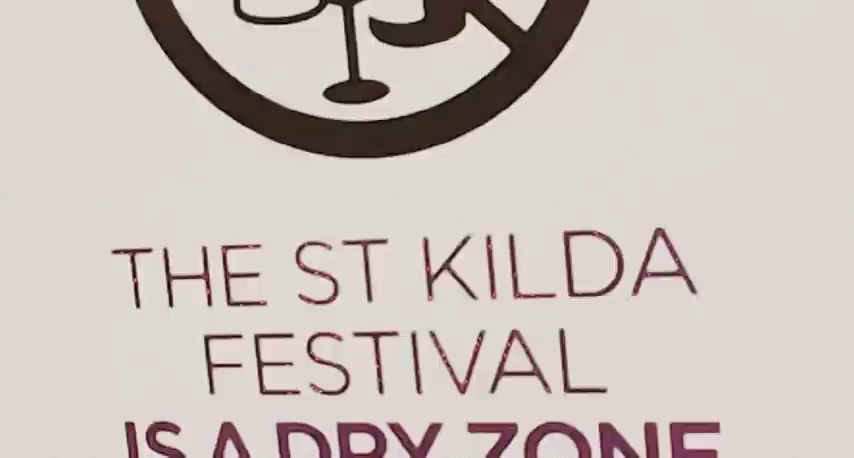 THE ST KILDA
FESTIVAL
IS A DRY ZONE